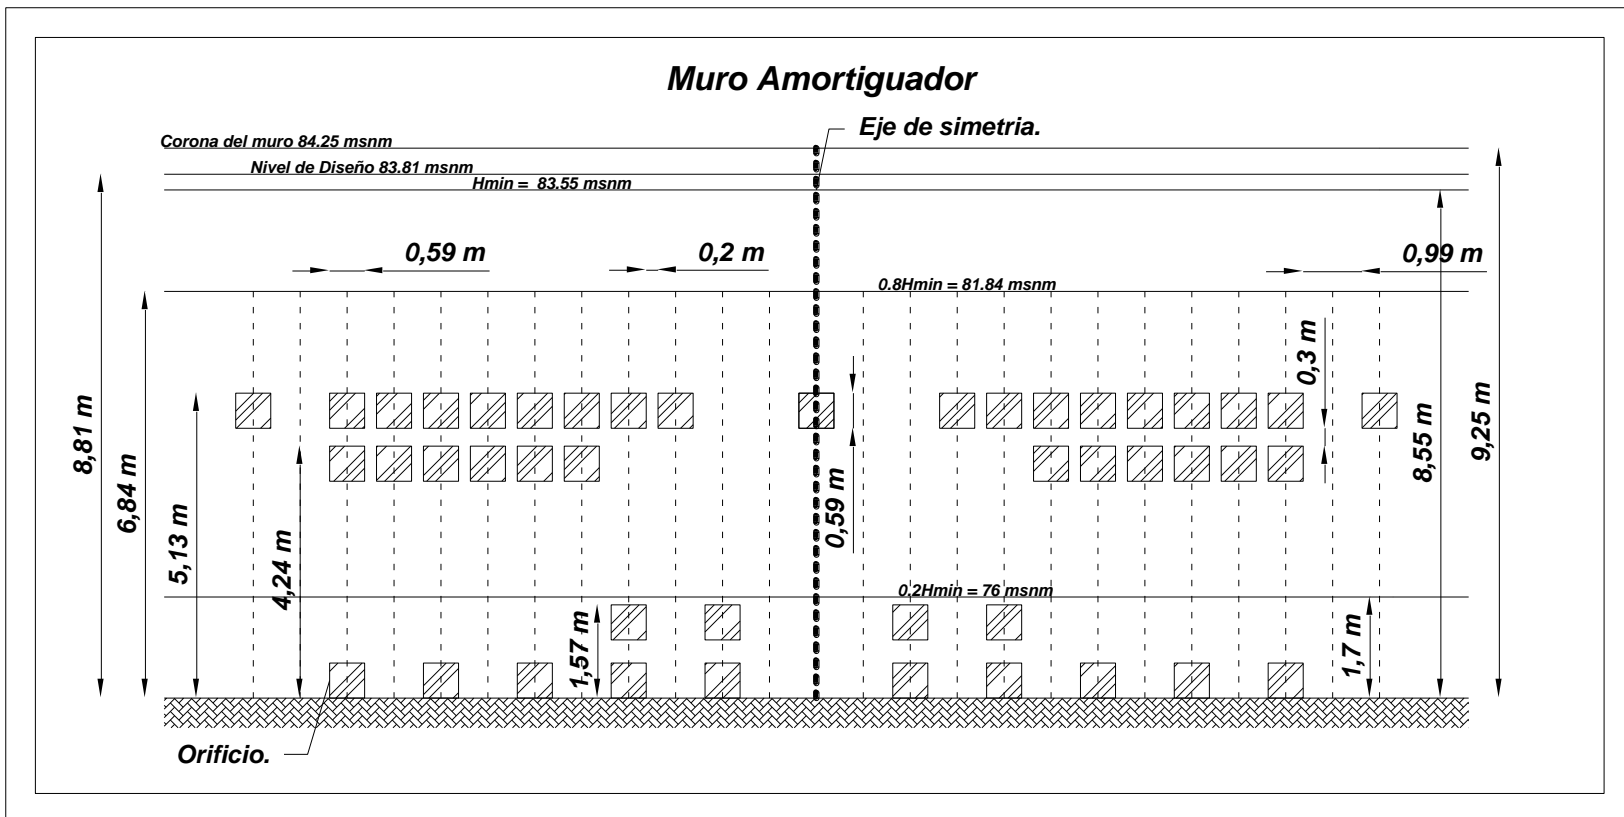 Muro Amortiguador
Eje de simetria.
Corona del muro 84.25 msnm
Nivel de Diseño 83.81 msnm
Hmin = 83.55 msnm
0,59 m
0,2 m
0,99 m
0.8Hmin = 81.84 msnm
0,3 m
8,81 m
6,84 m
5,13 m
4,24 m
0,59 m
8,55 m
9,25 m
0.2Hmin = 76 msnm
1,57 m
1,7 m
Orificio.